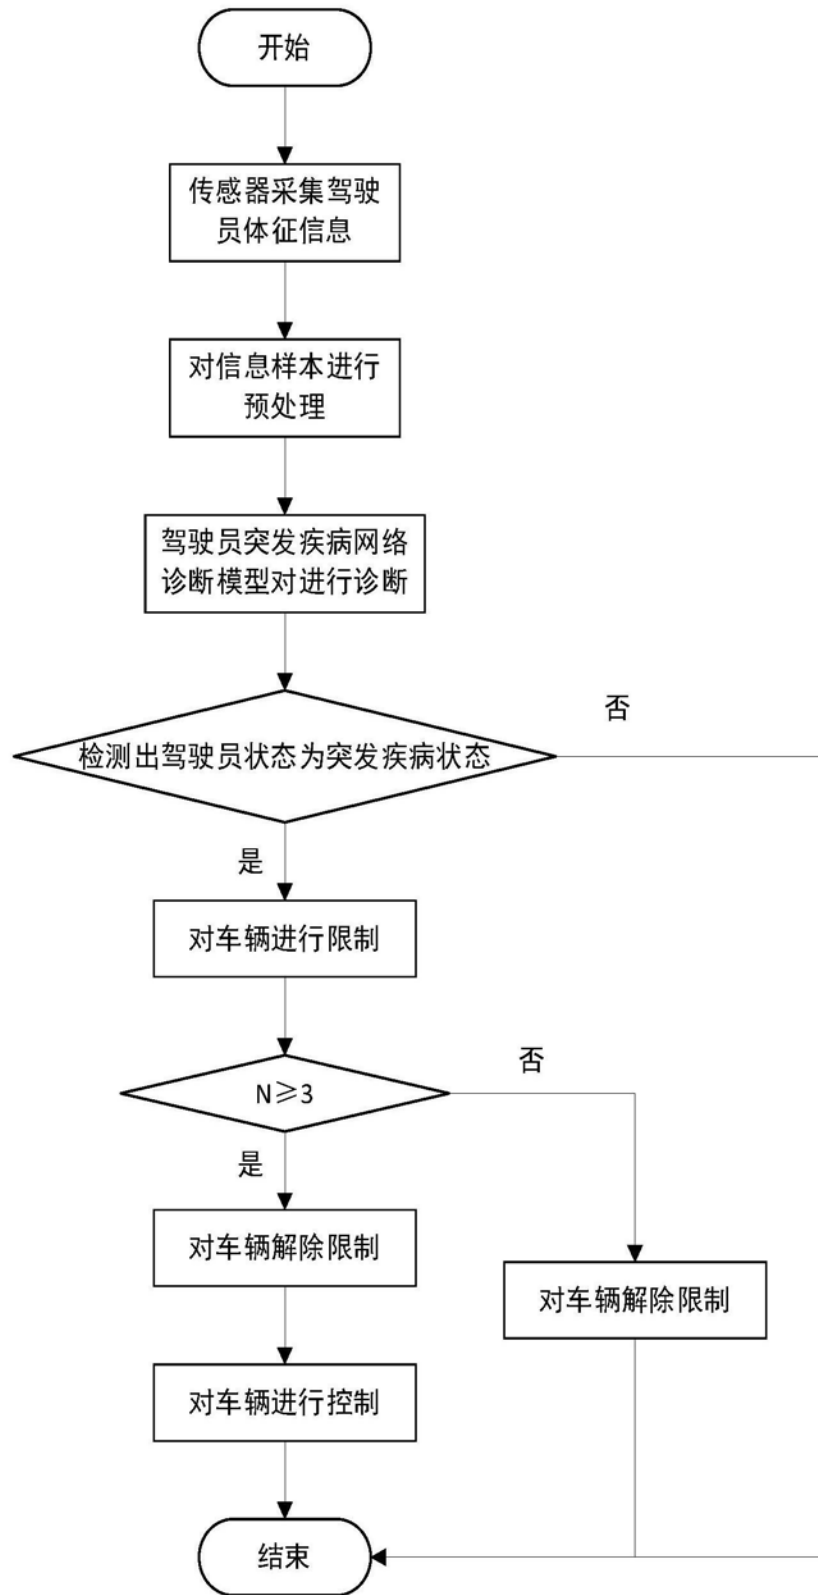 开始
传感器采集驾驶
员体征信息
对信息样本进行
预处理
驾驶员突发疾病网络
诊断模型对进行诊断
否
检测出驾驶员状态为突发疾病状态
是
对车辆进行限制
否
N≥3
是
对车辆解除限制
对车辆解除限制
对车辆进行控制
结束